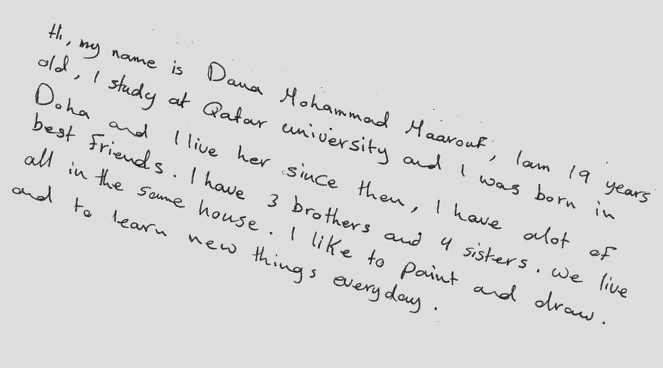 Hi, my name is Dana Mohammad Maarouf, Iam 19 years
old, I study at Qatar university and I was born in
Doha and I live her since then, I have alot of
best friends. I have 3 brothers and 4 sisters. we live
all in the same house. I like to paint and draw.
and to learn new things everyday.